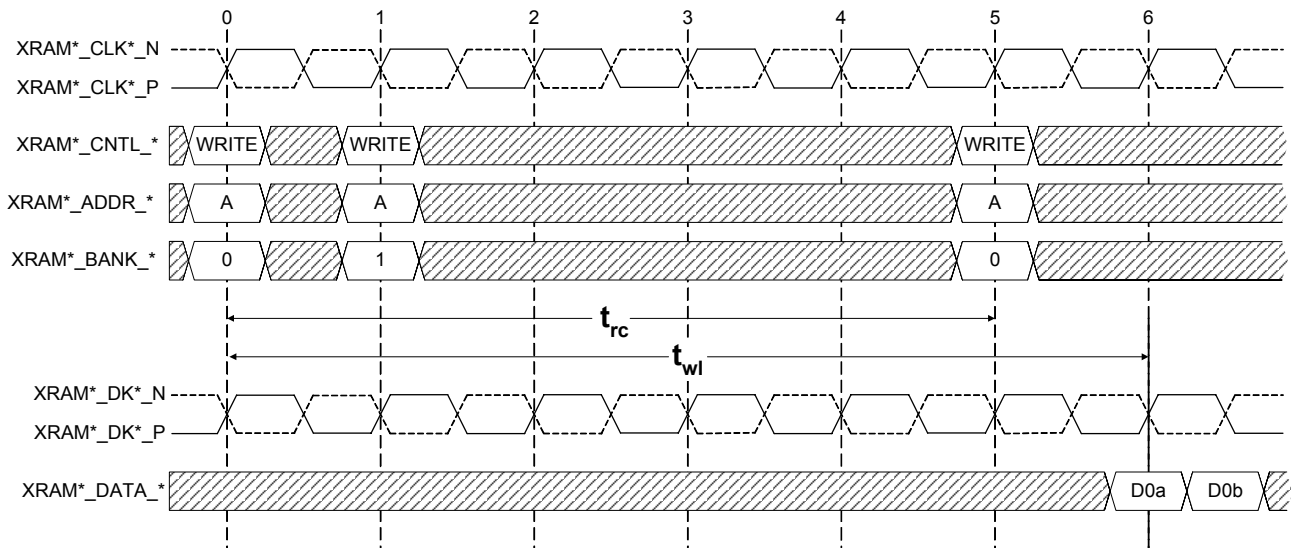 0 1 2 3 4 5 6
XRAM*_CLK*_N
XRAM*_CLK*_P
XRAM*_CNTL_* WRITE WRITE WRITE
XRAM*_ADDR_* A A A
XRAM*_BANK_* 0 1 0
trc
twl
XRAM*_DK*_N
XRAM*_DK*_P
XRAM*_DATA_* D0a D0b